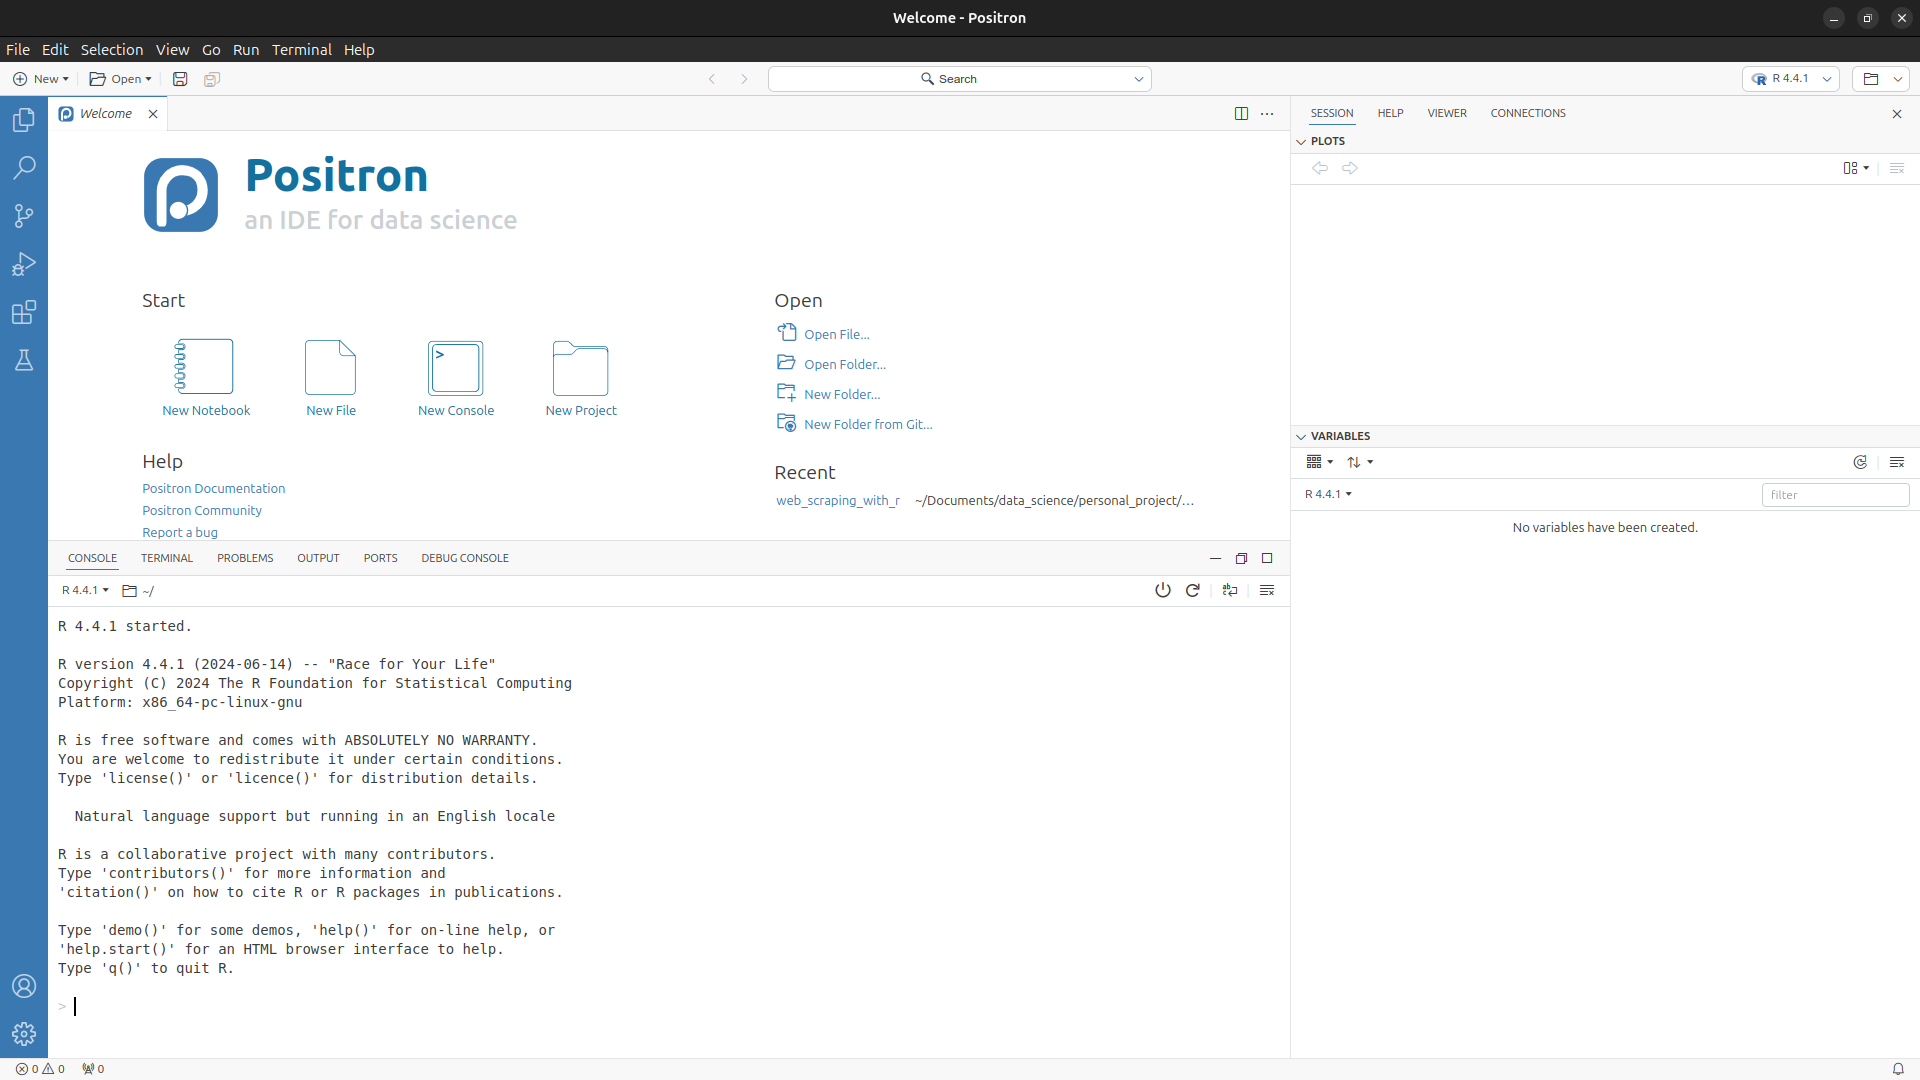 Welcome - Positron
File Edit Selection View Go Run Terminal Help
New Open Search R 4.4.1
Welcome
Positron
an IDE for data science
Start
New Notebook New File New Console New Project
Help
Positron Documentation
Positron Community
Report a bug
Open
Open File...
Open Folder...
New Folder...
New Folder from Git...
Recent
web_scraping_with_r ~/Documents/data_science/personal_project/...
CONSOLE TERMINAL PROBLEMS OUTPUT PORTS DEBUG CONSOLE
R 4.4.1 ~/
R 4.4.1 started.
R version 4.4.1 (2024-06-14) -- "Race for Your Life"
Copyright (C) 2024 The R Foundation for Statistical Computing
Platform: x86_64-pc-linux-gnu
R is free software and comes with ABSOLUTELY NO WARRANTY.
You are welcome to redistribute it under certain conditions.
Type 'license()' or 'licence()' for distribution details.
Natural language support but running in an English locale
R is a collaborative project with many contributors.
Type 'contributors()' for more information and
'citation()' on how to cite R or R packages in publications.
Type 'demo()' for some demos, 'help()' for on-line help, or
'help.start()' for an HTML browser interface to help.
Type 'q()' to quit R.
>
SESSION HELP VIEWER CONNECTIONS
PLOTS
VARIABLES
R 4.4.1 filter
No variables have been created.
0 0 0